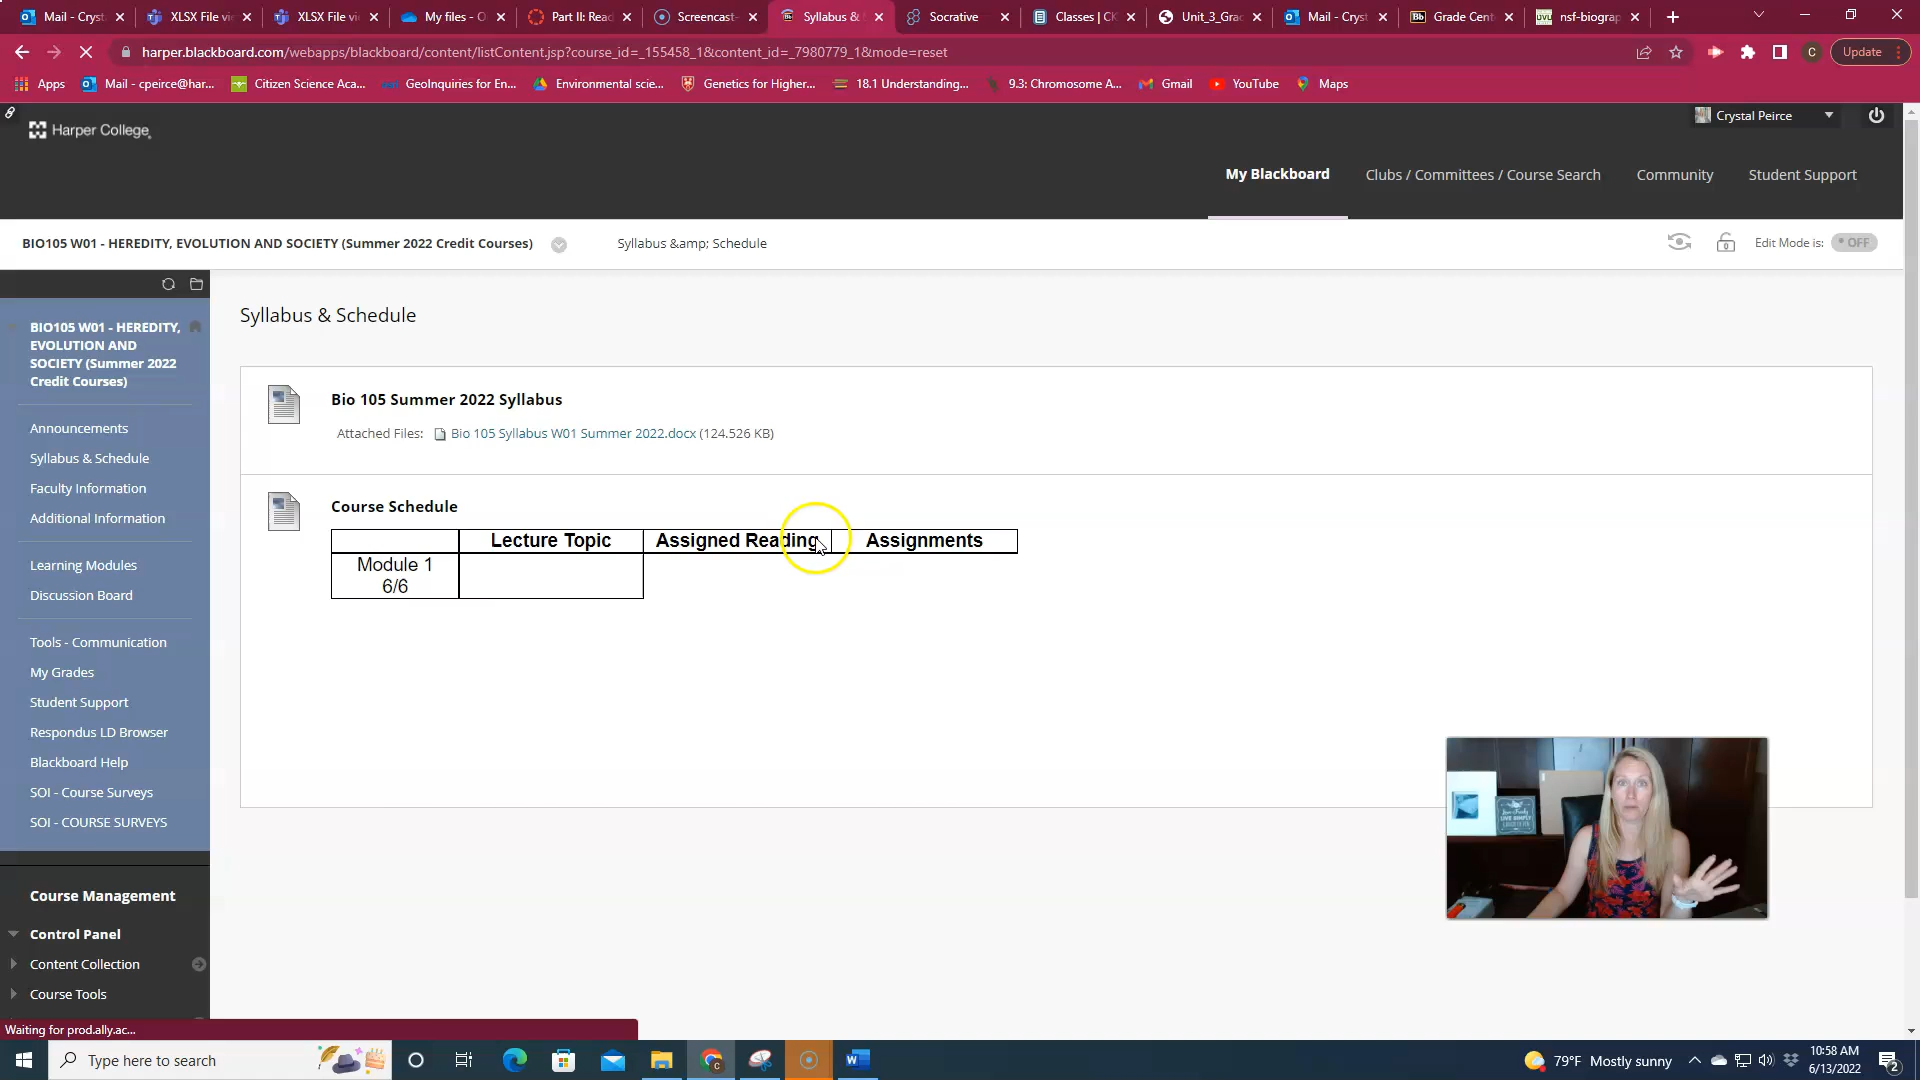 Mail - Cryst
XLSX File vi
XLSX File vi
My files - O
Part II: Rea
Screencast-
Syllabus &
Socrative
Classes | CK
Unit_3_Grad
Mail - Cryst
Grade Cent
nsf-biograp
harper.blackboard.com/webapps/blackboard/content/listContent.jsp?course_id=_155458_1&content_id=_7980779_1&mode=reset
C
Update
Apps
Mail - cpeirce@har...
Citizen Science Aca...
GeoInquiries for En...
Environmental scie...
Genetics for Higher...
18.1 Understanding...
9.3: Chromosome A...
Gmail
YouTube
Maps
Harper College
Crystal Peirce
My Blackboard
Clubs / Committees / Course Search
Community
Student Support
BIO105 W01 - HEREDITY, EVOLUTION AND SOCIETY (Summer 2022 Credit Courses)
Syllabus &amp; Schedule
Edit Mode is:
OFF
BIO105 W01 - HEREDITY,
EVOLUTION AND
SOCIETY (Summer 2022
Credit Courses)
Announcements
Syllabus & Schedule
Faculty Information
Additional Information
Learning Modules
Discussion Board
Tools - Communication
My Grades
Student Support
Respondus LD Browser
Blackboard Help
SOI - Course Surveys
SOI - COURSE SURVEYS
Course Management
Control Panel
Content Collection
Course Tools
Syllabus & Schedule
Bio 105 Summer 2022 Syllabus
Attached Files: Bio 105 Syllabus W01 Summer 2022.docx (124.526 KB)
Course Schedule
Lecture Topic
Assigned Reading
Assignments
Module 1
6/6
Waiting for prod.ally.ac...
Type here to search
79°F Mostly sunny
10:58 AM
6/13/2022
2